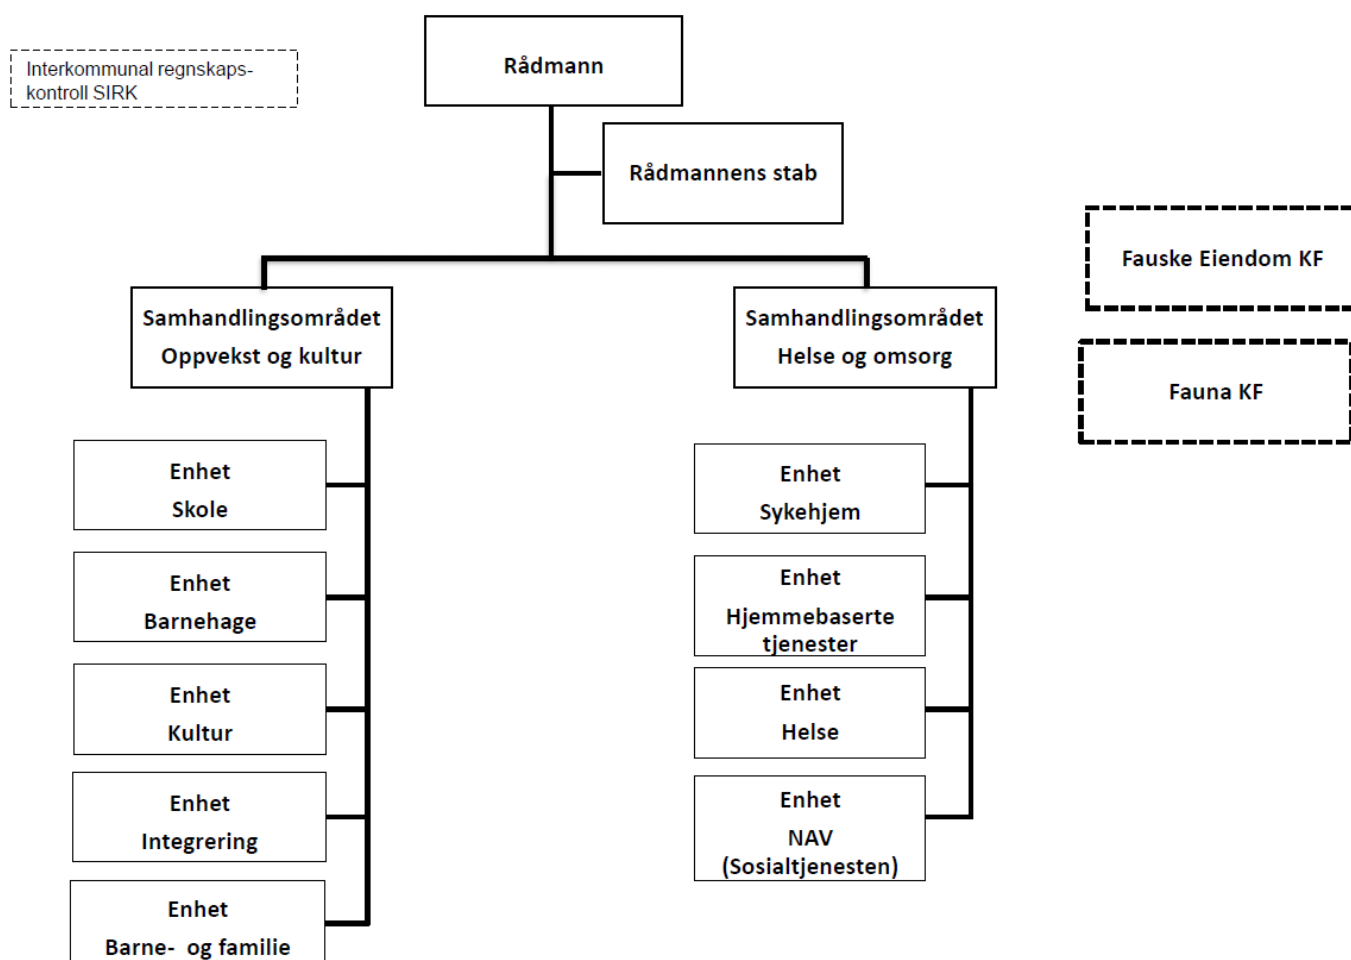 Interkommunal regnskaps-
kontroll SIRK
Rådmann
Rådmannens stab
Fauske Eiendom KF
Fauna KF
Samhandlingsområdet
Oppvekst og kultur
Enhet
Skole
Enhet
Barnehage
Enhet
Kultur
Enhet
Integrering
Enhet
Barne-  og familie
Samhandlingsområdet
Helse og omsorg
Enhet
Sykehjem
Enhet
Hjemmebaserte
tjenester
Enhet
Helse
Enhet
NAV
(Sosialtjenesten)